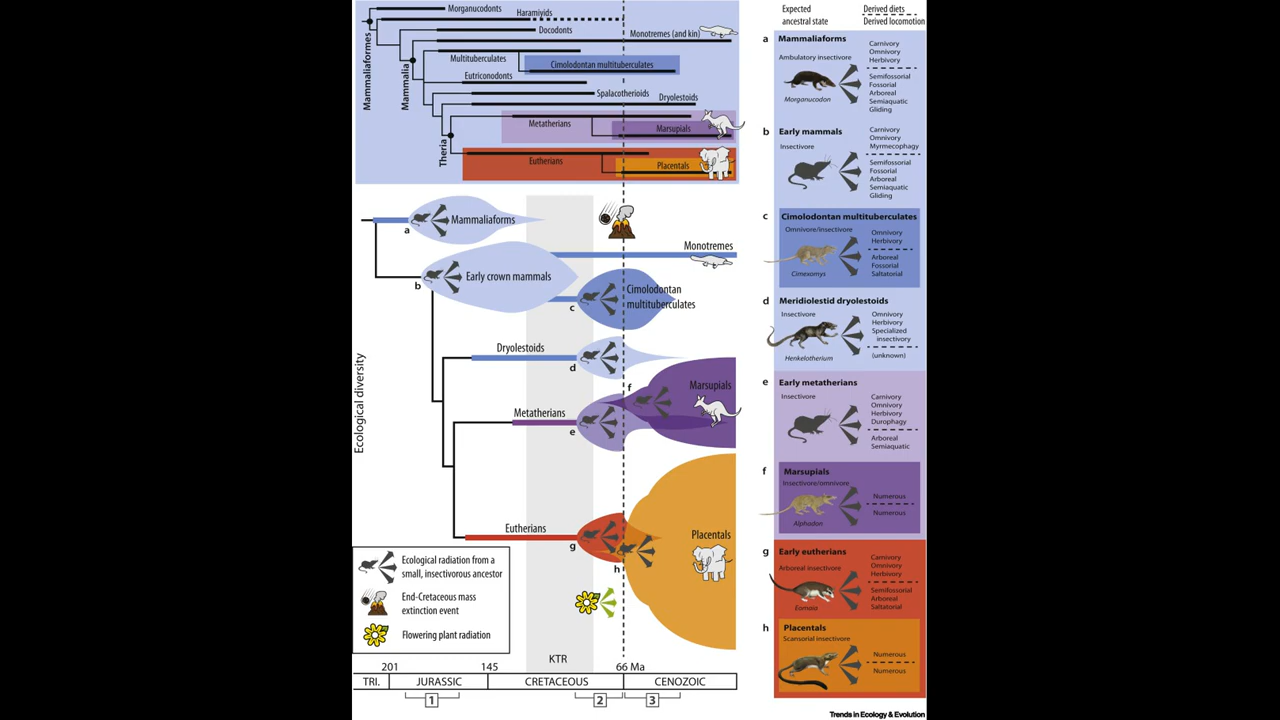 Morganucodonts
Haramiyids
Docodonts
Monotremes (and kin)
Multituberculates
Cimolodontan multituberculates
Eutriconodonts
Spalacotherioids
Dryolestoids
Metatherians
Marsupials
Eutherians
Placentals
Mammaliaformes
Mammalia
Theria
Mammaliaforms
a
Monotremes
Early crown mammals
b
Cimolodontan
multituberculates
c
Dryolestoids
d
Marsupials
f
Metatherians
e
Eutherians
Placentals
g
h
Ecological diversity
Ecological radiation from a
small, insectivorous ancestor
End-Cretaceous mass
extinction event
Flowering plant radiation
KTR
201
145
66 Ma
TRI.
JURASSIC
CRETACEOUS
CENOZOIC
1
2
3
Expected
ancestral state
Derived diets
Derived locomotion
a
Mammaliaforms
Ambulatory insectivore
Morganucodon
Carnivory
Omnivory
Herbivory
Semifossorial
Fossorial
Arboreal
Semiaquatic
Gliding
b
Early mammals
Insectivore
Carnivory
Omnivory
Myrmecophagy
Semifossorial
Fossorial
Arboreal
Semiaquatic
Gliding
c
Cimolodontan multituberculates
Omnivore/insectivore
Cimexomys
Omnivory
Herbivory
Arboreal
Fossorial
Saltatorial
d
Meridiolestid dryolestoids
Insectivore
Henkelotherium
Omnivory
Herbivory
Specialized
insectivory
(unknown)
e
Early metatherians
Insectivore
Carnivory
Omnivory
Herbivory
Durophagy
Arboreal
Semiaquatic
f
Marsupials
Insectivore/omnivore
Alphadon
Numerous
Numerous
g
Early eutherians
Arboreal insectivore
Eomaia
Carnivory
Omnivory
Herbivory
Semifossorial
Arboreal
Saltatorial
h
Placentals
Scansorial insectivore
Numerous
Numerous
Trends in Ecology & Evolution